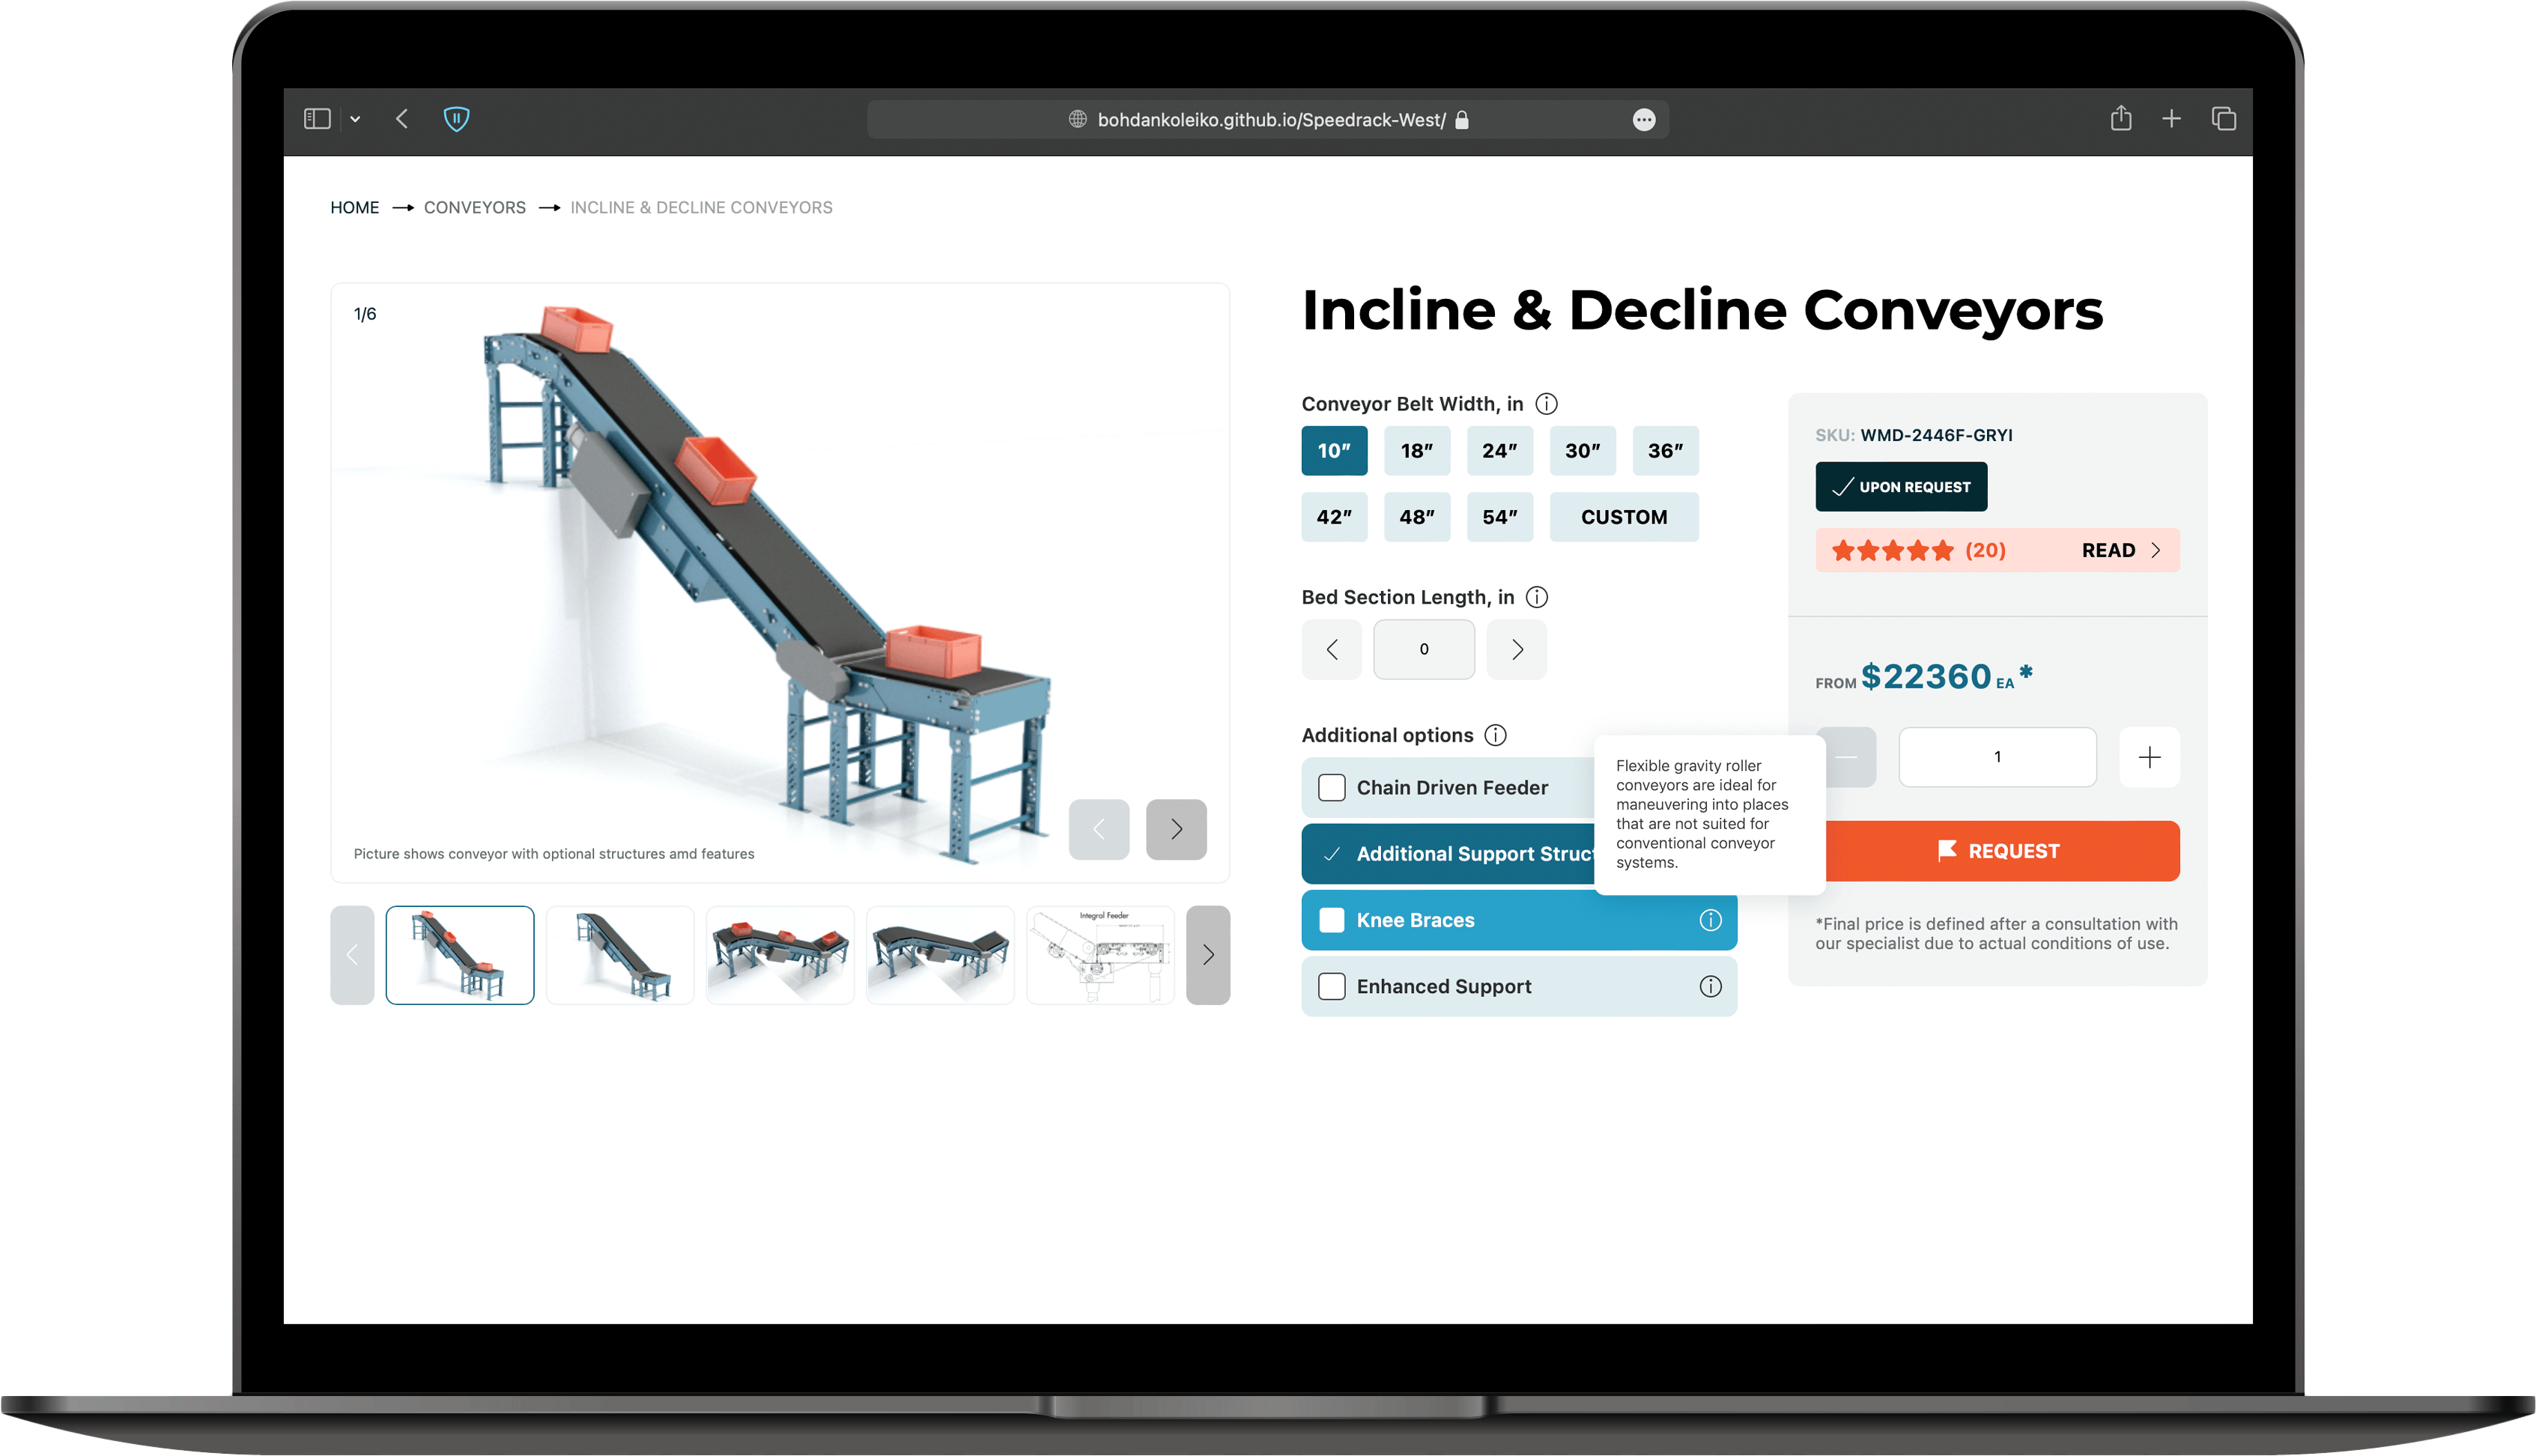 bohdankoleiko.github.io/Speedrack-West/
HOME → CONVEYORS → INCLINE & DECLINE CONVEYORS
1/6
Picture shows conveyor with optional structures amd features
Integral Feeder
Incline & Decline Conveyors
Conveyor Belt Width, in
10″ 18″ 24″ 30″ 36″
42″ 48″ 54″ CUSTOM
Bed Section Length, in
0
Additional options
Chain Driven Feeder
Additional Support Struct
Knee Braces
Enhanced Support
Flexible gravity roller
conveyors are ideal for
maneuvering into places
that are not suited for
conventional conveyor
systems.
SKU: WMD-2446F-GRYI
UPON REQUEST
(20) READ
FROM $22360 EA *
1
REQUEST
*Final price is defined after a consultation with
our specialist due to actual conditions of use.